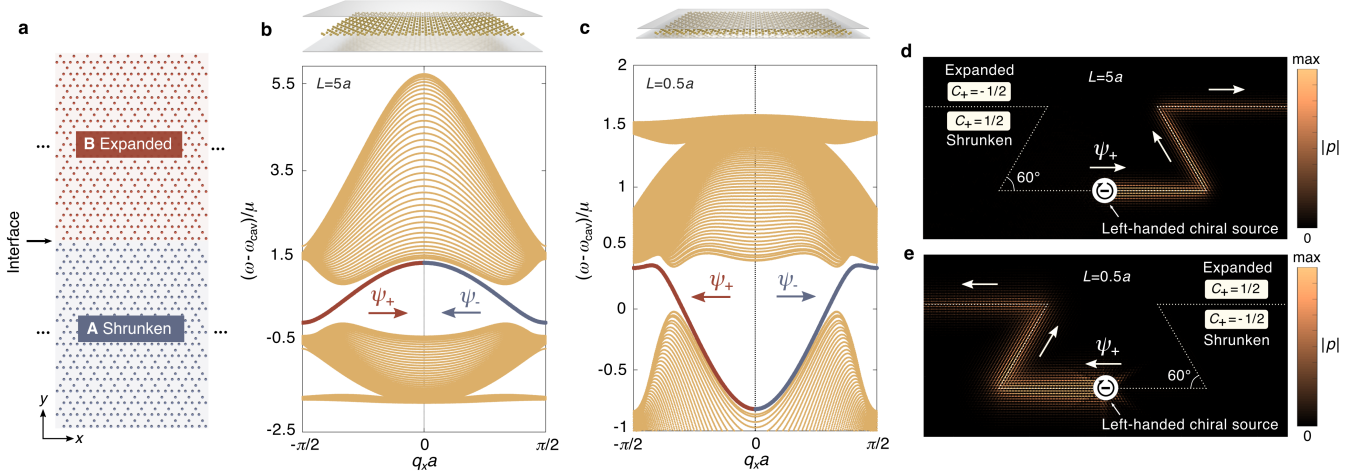 a
B Expanded
...
...
Interface
A Shrunken
...
...
y
x
b
L=5a
(ω - ω_cav)/μ
5.5
3.5
1.5
-0.5
-2.5
ψ₊
ψ₋
-π/2
0
π/2
qₓa
c
L=0.5a
(ω - ω_cav)/μ
2
1.5
1
0.5
0
-0.5
-1
ψ₊
ψ₋
-π/2
0
π/2
qₓa
d
Expanded
C₊=-1/2
C₊=1/2
Shrunken
L=5a
60°
ψ₊
Left-handed chiral source
max
|p|
0
e
L=0.5a
Expanded
C₊=1/2
C₊=-1/2
Shrunken
ψ₊
60°
Left-handed chiral source
max
|p|
0